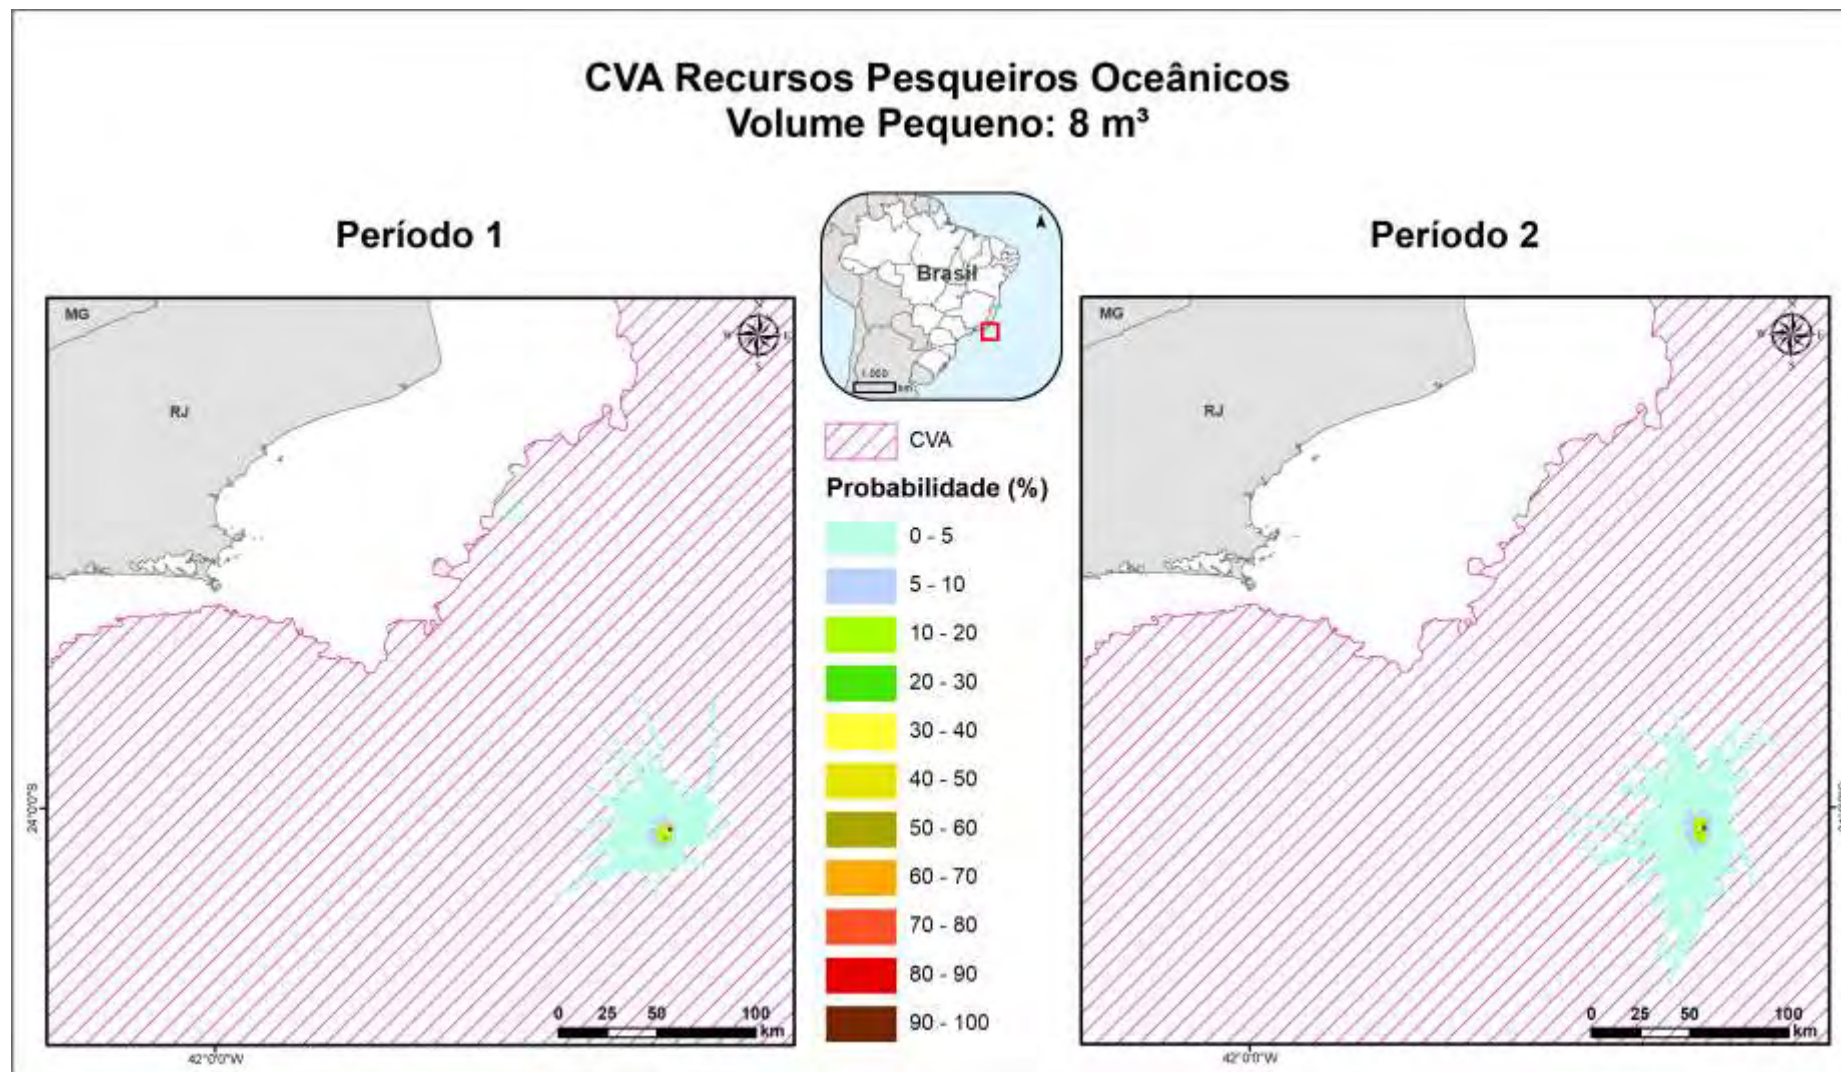 CVA Recursos Pesqueiros Oceânicos
Volume Pequeno: 8 m³
Período 1
Período 2
MG
RJ
24°0'0"S
42°0'0"W
0 25 50 100
km
Brasil
1.000
km
CVA
Probabilidade (%)
0 - 5
5 - 10
10 - 20
20 - 30
30 - 40
40 - 50
50 - 60
60 - 70
70 - 80
80 - 90
90 - 100
MG
RJ
W
E
S
42°0'0"W
0 25 50 100
km